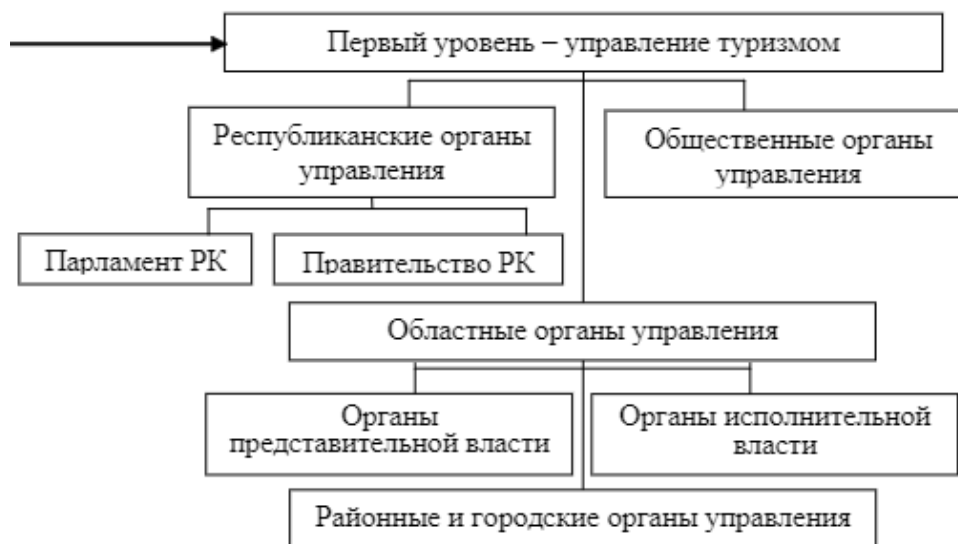 Первый уровень – управление туризмом
Республиканские органы
управления
Общественные органы
управления
Парламент РК
Правительство РК
Областные органы управления
Органы
представительной власти
Органы исполнительной
власти
Районные и городские органы управления